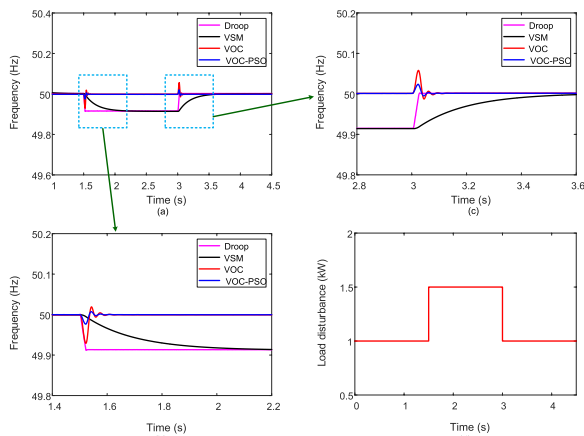 50.4
50.2
50
49.8
49.6
Frequency (Hz)
Droop
VSM
VOC
VOC-PSO
1 1.5 2 2.5 3 3.5 4 4.5
Time (s)
(a)
50.2
50.1
50
49.9
49.8
Frequency (Hz)
Droop
VSM
VOC
VOC-PSO
2.8 3 3.2 3.4 3.6
Time (s)
(c)
50.2
50.1
50
49.9
49.8
Frequency (Hz)
Droop
VSM
VOC
VOC-PSO
1.4 1.6 1.8 2 2.2
Time (s)
2
1.5
1
0.5
Load disturbance (kW)
0 1 2 3 4
Time (s)